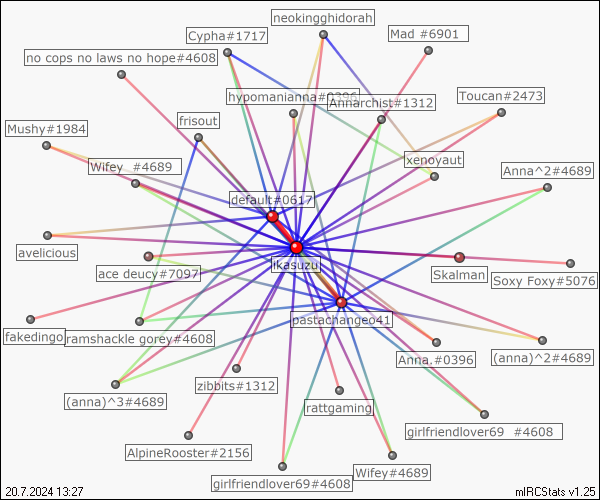 neokingghidorah
Cypha#1717
Mad #6901
no cops no laws no hope#4608
hypomanianna#0396
Annarchist#1312
Toucan#2473
frisout
Mushy#1984
Wifey_ #4689
xenoyaut
Anna^2#4689
default#0617
avelicious
ikasuzu
ace deucy#7097
Skalman
Soxy Foxy#5076
pastachangeo41
fakedingo
ramshackle gorey#4608
Anna.#0396
(anna)^2#4689
zibbits#1312
(anna)^3#4689
rattgaming
girlfriendlover69 #4608
AlpineRooster#2156
girlfriendlover69#4608
Wifey#4689
20.7.2024 13:27
mIRCStats v1.25